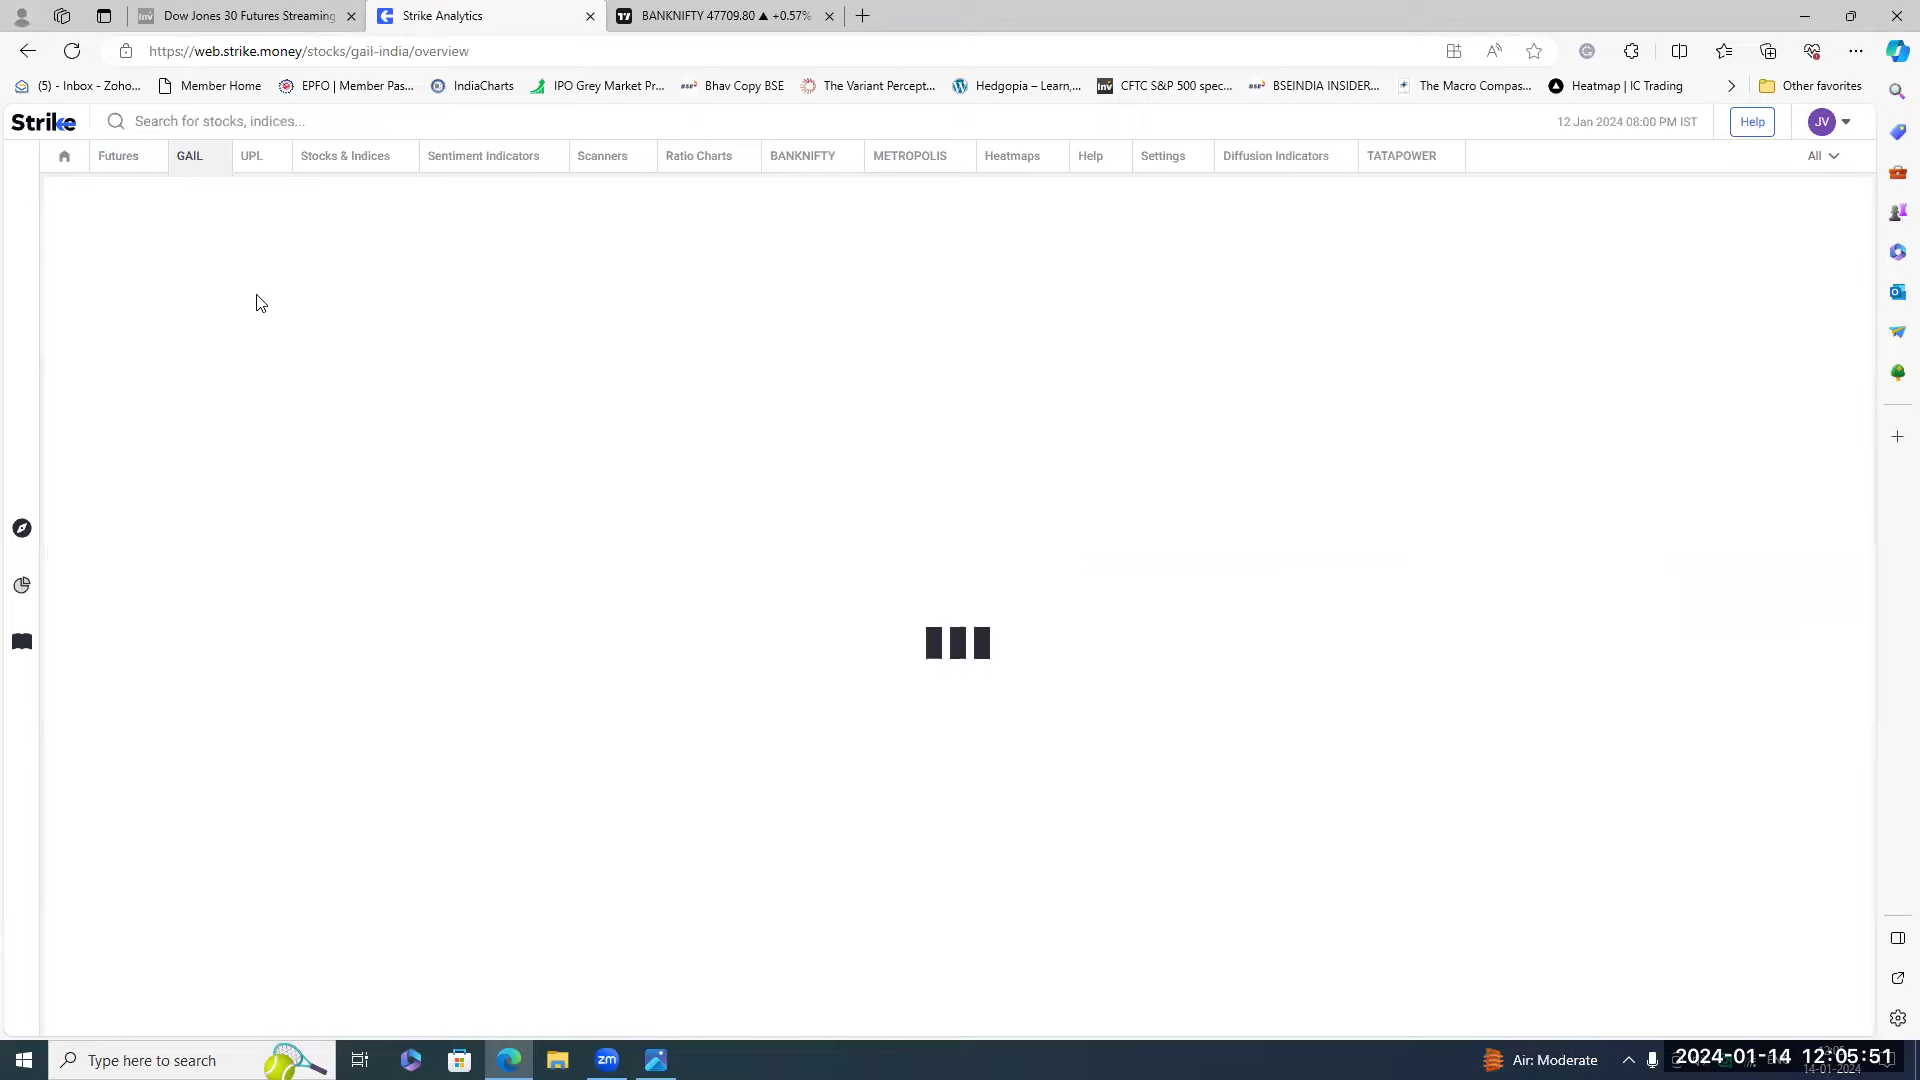 Dow Jones 30 Futures Streaming
Strike Analytics
BANKNIFTY 47709.80 ▲ +0.57%
https://web.strike.money/stocks/gail-india/overview
(5) - Inbox - Zoho...
Member Home
EPFO | Member Pas...
IndiaCharts
IPO Grey Market Pr...
Bhav Copy BSE
The Variant Percept...
Hedgopia – Learn,...
CFTC S&P 500 spec...
BSEINDIA INSIDER...
The Macro Compas...
Heatmap | IC Trading
Other favorites
Strike
Search for stocks, indices...
12 Jan 2024 08:00 PM IST
Help
JV
Futures
GAIL
UPL
Stocks & Indices
Sentiment Indicators
Scanners
Ratio Charts
BANKNIFTY
METROPOLIS
Heatmaps
Help
Settings
Diffusion Indicators
TATAPOWER
All
Type here to search
zm
Air: Moderate
2024-01-14 12:05:51
14-01-2024